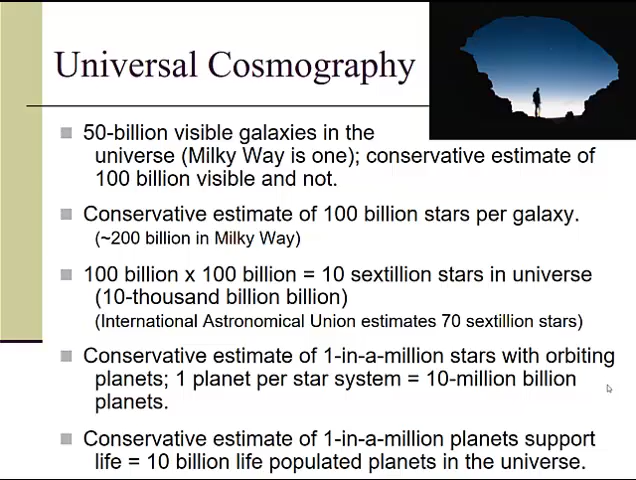 Universal Cosmography
50-billion visible galaxies in the
universe (Milky Way is one); conservative estimate of
100 billion visible and not.
Conservative estimate of 100 billion stars per galaxy.
(~200 billion in Milky Way)
100 billion x 100 billion = 10 sextillion stars in universe
(10-thousand billion billion)
(International Astronomical Union estimates 70 sextillion stars)
Conservative estimate of 1-in-a-million stars with orbiting
planets; 1 planet per star system = 10-million billion
planets.
Conservative estimate of 1-in-a-million planets support
life = 10 billion life populated planets in the universe.